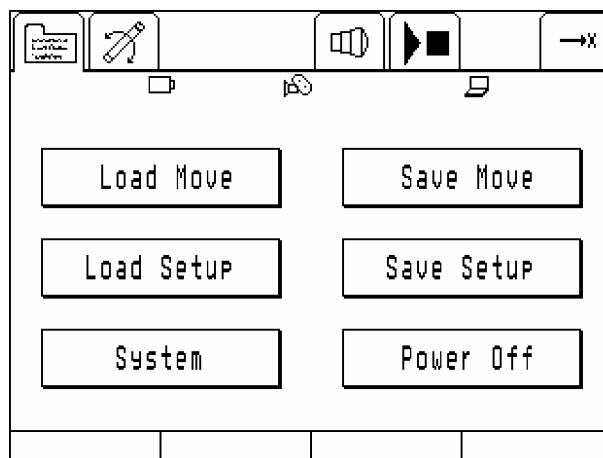 →X
Load Move
Save Move
Load Setup
Save Setup
System
Power Off